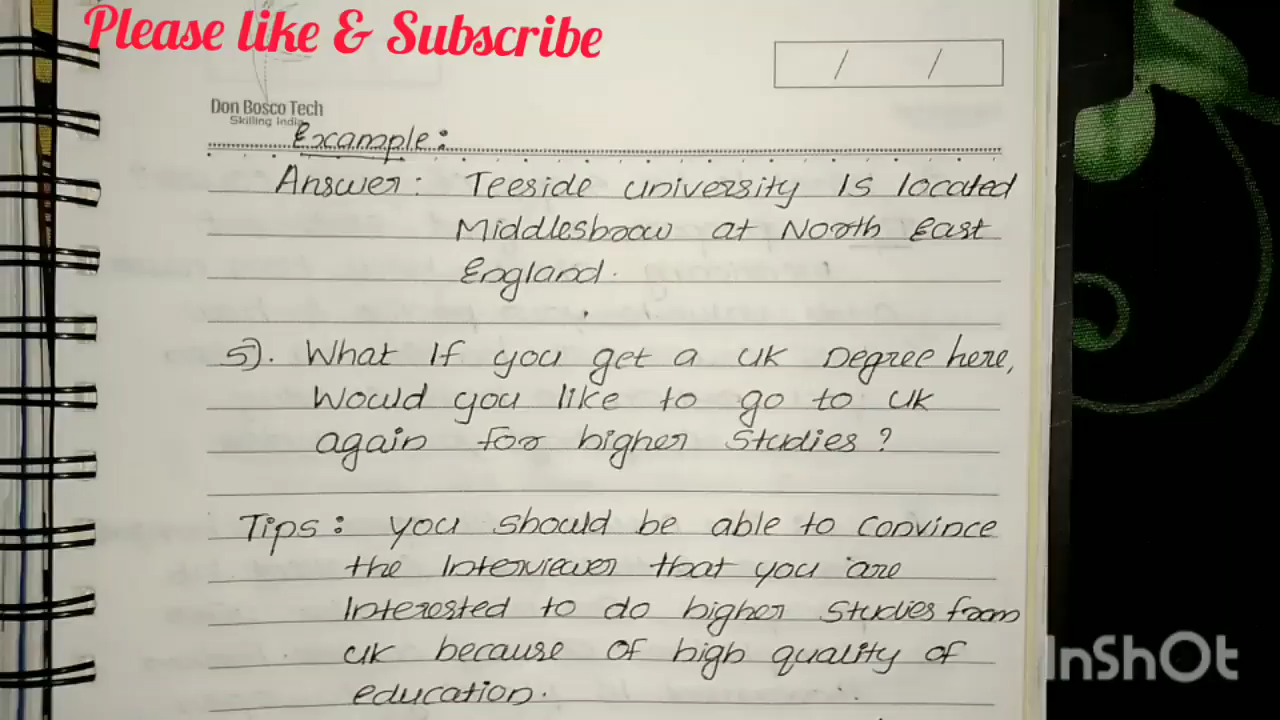 Please like & Subscribe
/ /
Don Bosco Tech
Skilling India
Example:
Answer: Teeside university Is located
Middlesboow at North East
England.
5). What If you get a UK Degree here,
Would you like to go to UK
again for higher Studies?
Tips: you should be able to convince
the Interviewer that you are
Interested to do higher Studies from
UK because of high quality of
education.
InShOt